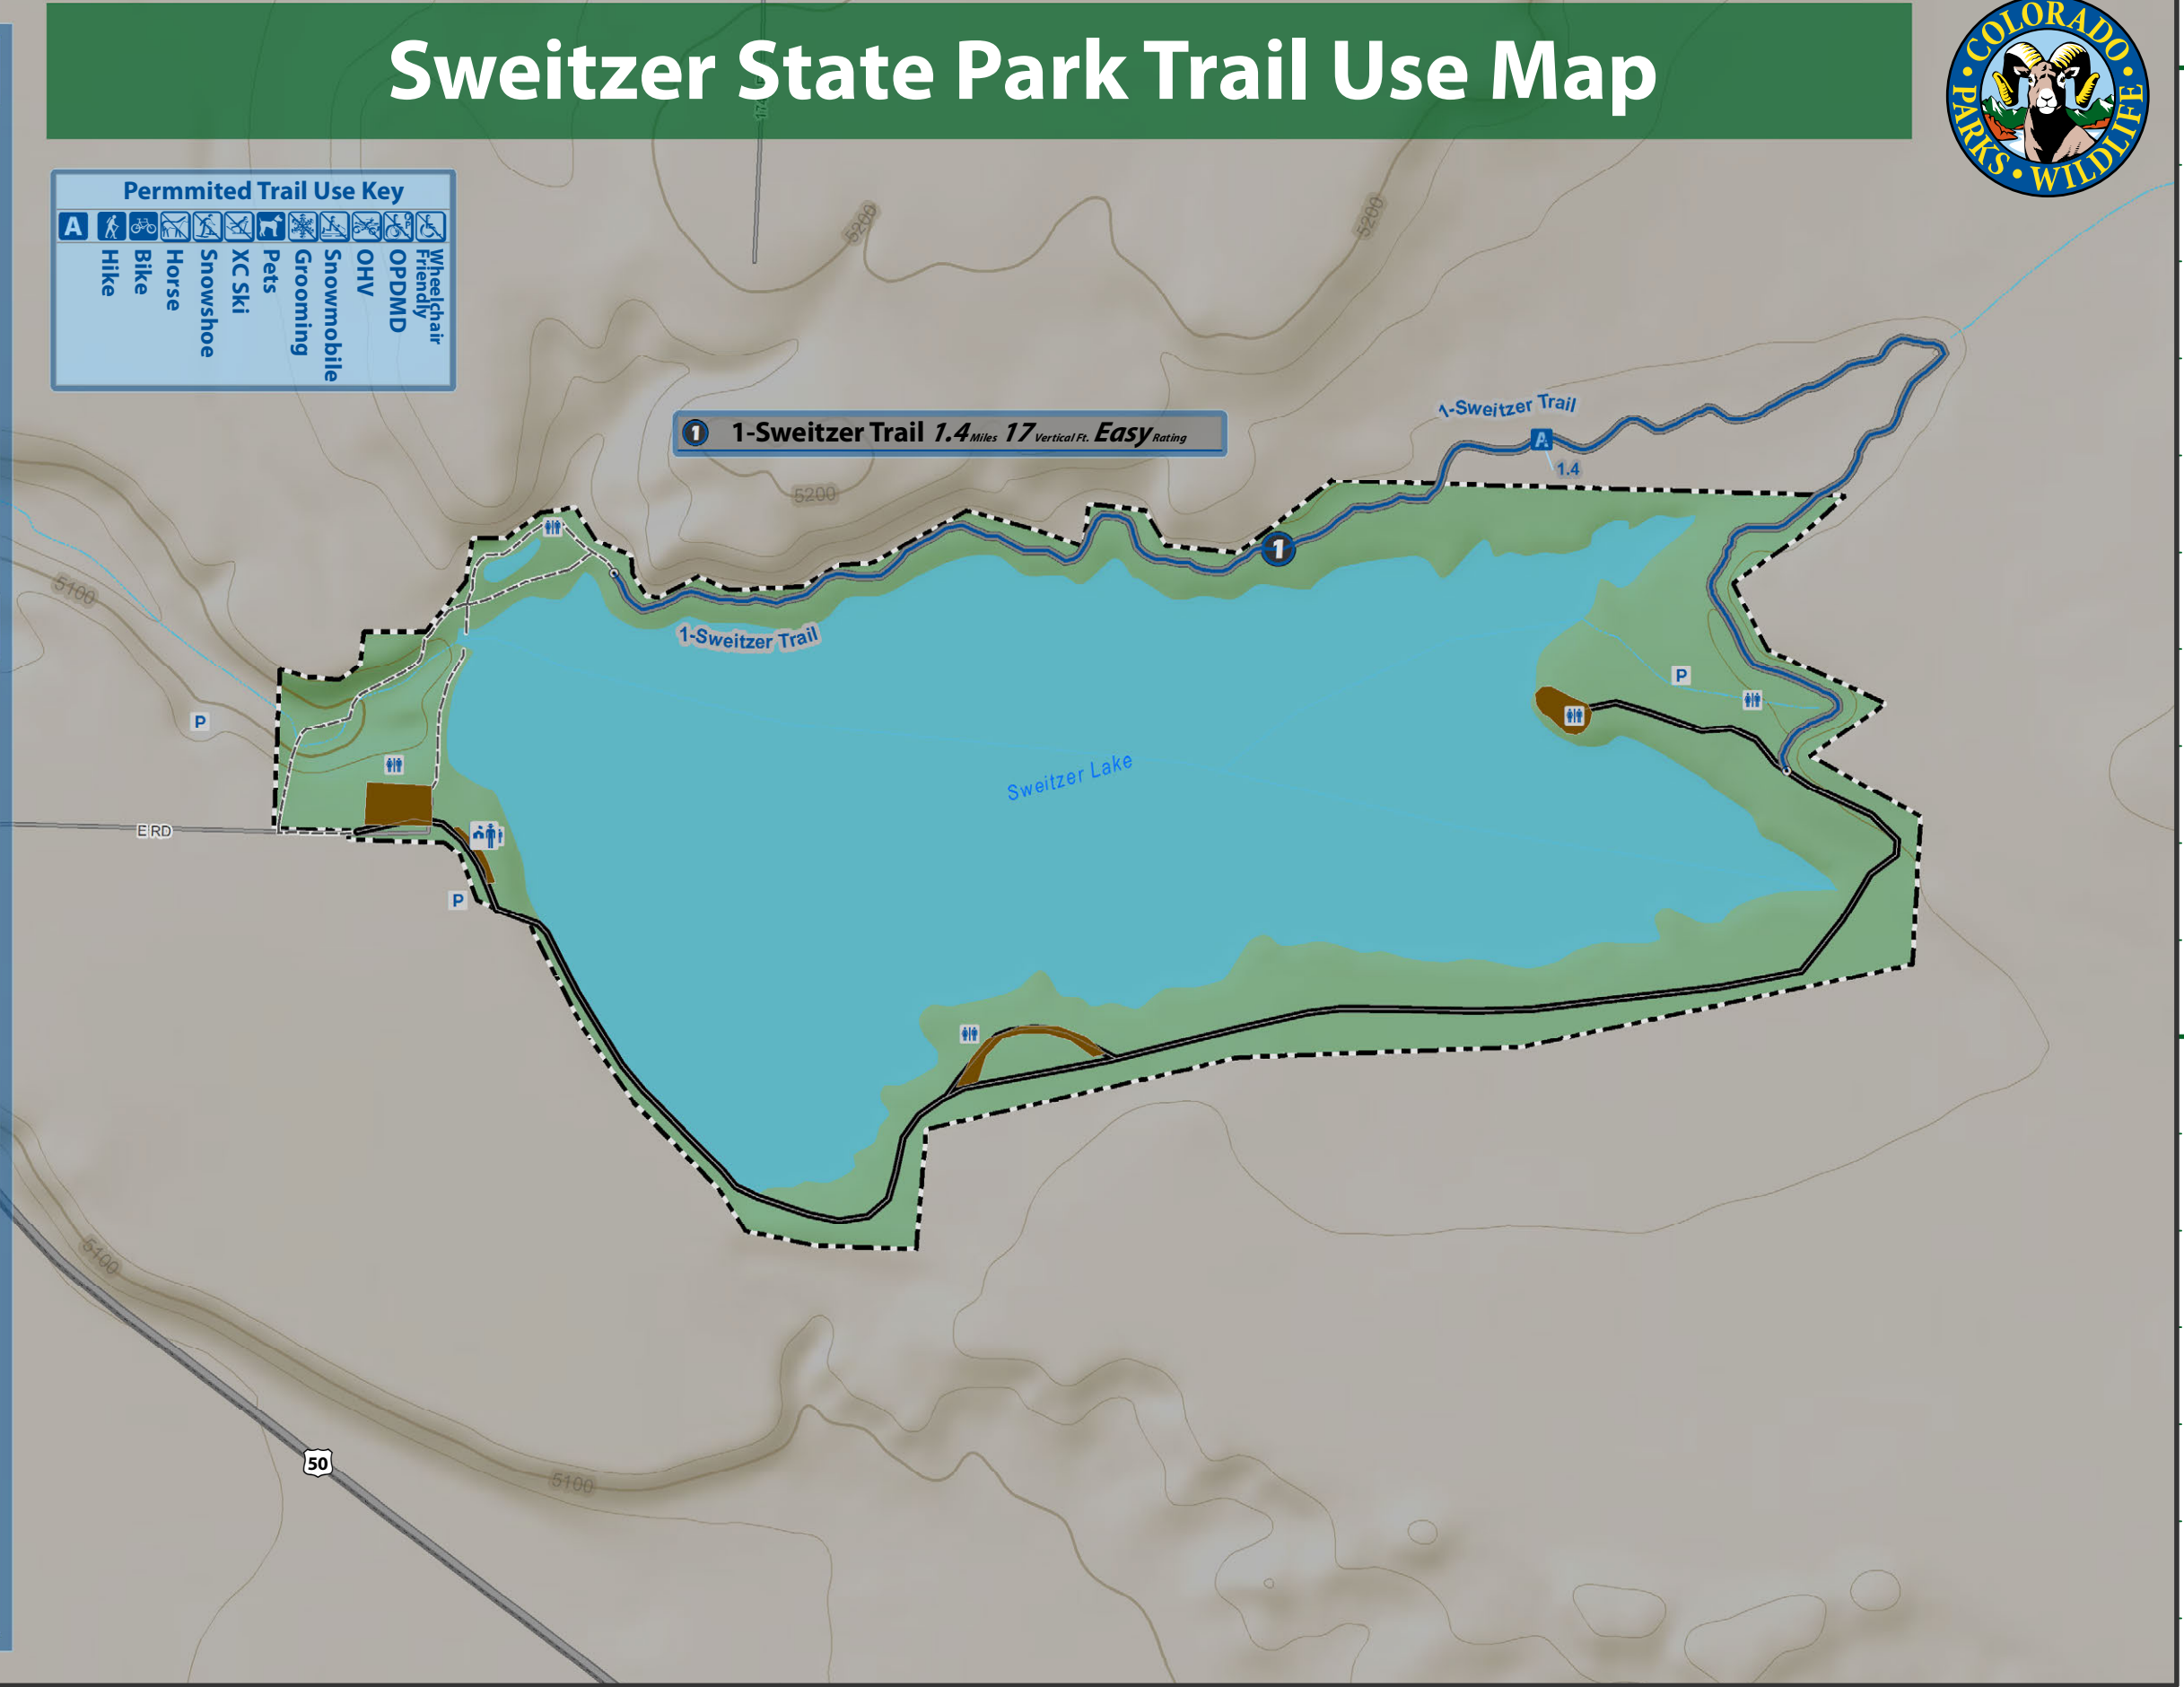 Sweitzer State Park Trail Use Map
COLORADO
PARKS • WILDLIFE
Permmited Trail Use Key
A
Hike
Bike
Horse
Snowshoe
XC Ski
Pets
Grooming
Snowmobile
OHV
OPDMD
Wheelchair
Friendly
5200
5200
1-Sweitzer Trail
A
1.4
1 1-Sweitzer Trail 1.4 Miles 17 Vertical Ft. Easy Rating
5200
1
5100
1-Sweitzer Trail
P
P
Sweitzer Lake
E RD
P
5100
50
5100